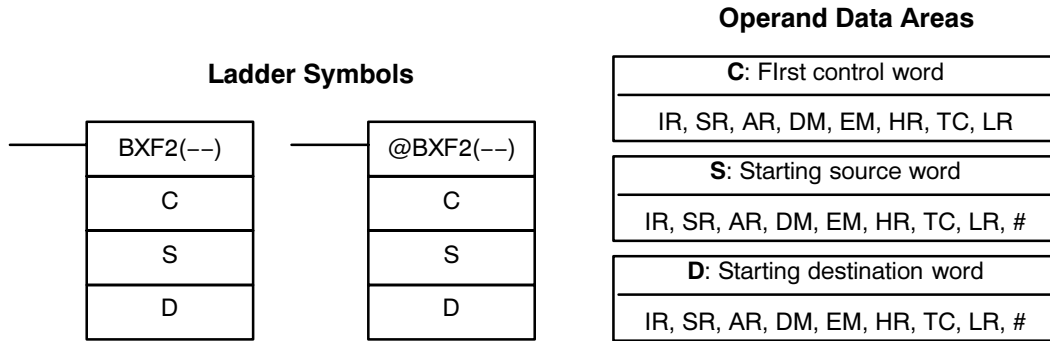 Operand Data Areas
Ladder Symbols
BXF2(−−)
C
S
D
@BXF2(−−)
C
S
D
C: FIrst control word
IR, SR, AR, DM, EM, HR, TC, LR
S: Starting source word
IR, SR, AR, DM, EM, HR, TC, LR, #
D: Starting destination word
IR, SR, AR, DM, EM, HR, TC, LR, #